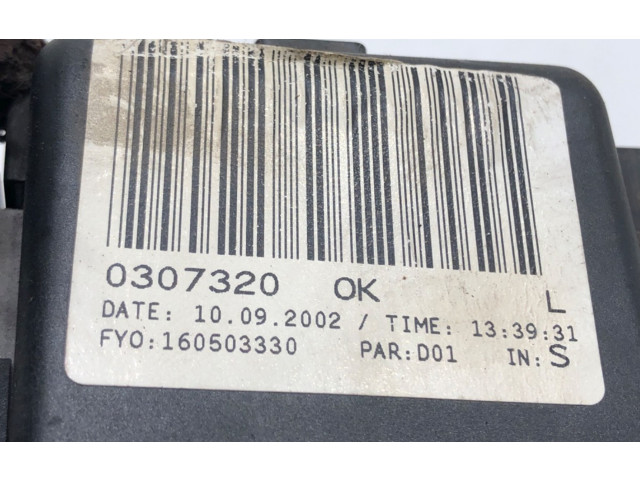 0307320 OK L
DATE: 10.09.2002 / TIME: 13:39:31
FYO:160503330 PAR:D01 IN:S